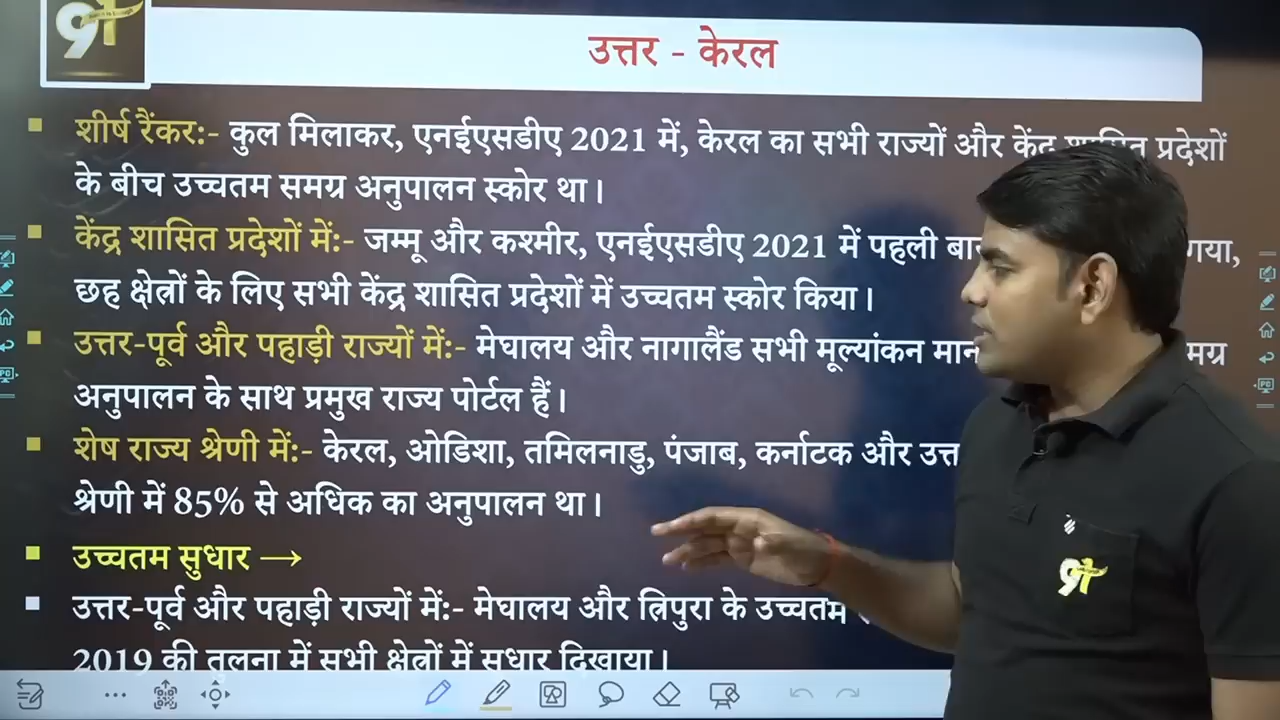 उत्तर - केरल
शीर्ष रैंकर:- कुल मिलाकर, एनईएसडीए 2021 में, केरल का सभी राज्यों और केंद्र शासित प्रदेशों
के बीच उच्चतम समग्र अनुपालन स्कोर था।
केंद्र शासित प्रदेशों में:- जम्मू और कश्मीर, एनईएसडीए 2021 में पहली गया,
छह क्षेत्रों के लिए सभी केंद्र शासित प्रदेशों में उच्चतम स्कोर किया।
उत्तर-पूर्व और पहाड़ी राज्यों में:- मेघालय और नागालैंड सभी मूल्यांकन
अनुपालन के साथ प्रमुख राज्य पोर्टल हैं।
शेष राज्य श्रेणी में:- केरल, ओडिशा, तमिलनाडु, पंजाब, कर्नाटक और
श्रेणी में 85% से अधिक का अनुपालन था।
उच्चतम सुधार →
उत्तर-पूर्व और पहाड़ी राज्यों में:- मेघालय और त्रिपुरा के उच्चतम
2019 की तुलना में सभी क्षेत्रों में सुधार दिखाया।